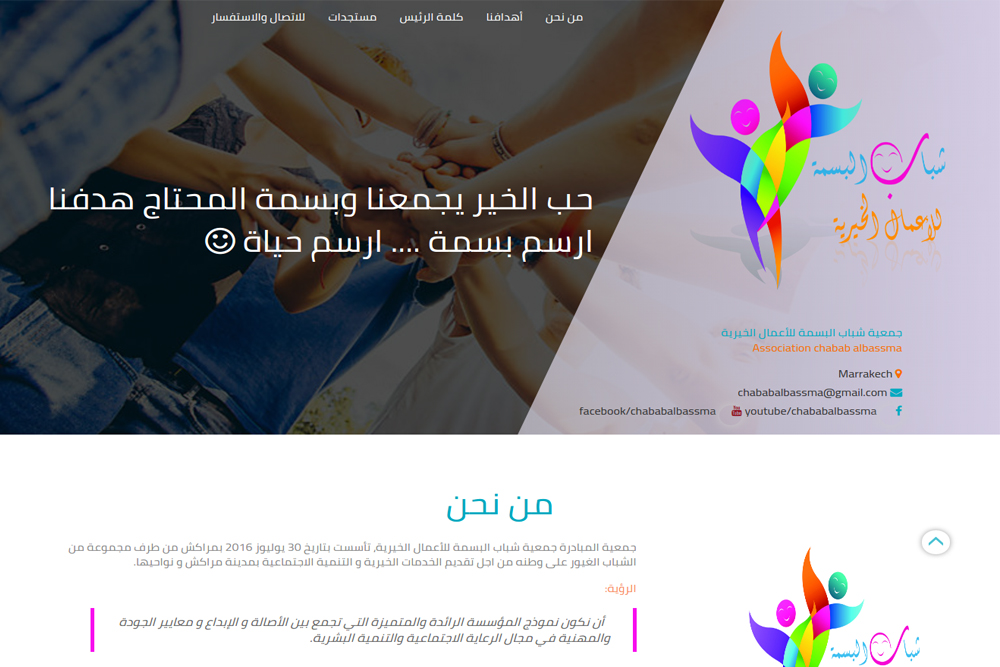 من نحن
أهدافنا
كلمة الرئيس
مستجدات
للاتصال والاستفسار
شباب البسمة
للاعمال الخيرية
حب الخير يجمعنا وبسمة المحتاج هدفنا
ارسم بسمة .... ارسم حياة
جمعية شباب البسمة للأعمال الخيرية
Association chabab albassma
Marrakech
chababalbassma@gmail.com
facebook/chababalbassma
youtube/chababalbassma
من نحن
جمعية المبادرة جمعية شباب البسمة للأعمال الخيرية, تأسست بتاريخ 30 يوليوز 2016 بمراكش من طرف مجموعة من
الشباب الغيور على وطنه من اجل تقديم الخدمات الخيرية و التنمية الاجتماعية بمدينة مراكش و نواحيها.
الرؤية:
أن نكون نموذج المؤسسة الرائدة والمتميزة التي تجمع بين الأصالة و الإبداع و معايير الجودة
والمهنية في مجال الرعاية الاجتماعية والتنمية البشرية.
شباب البسمة